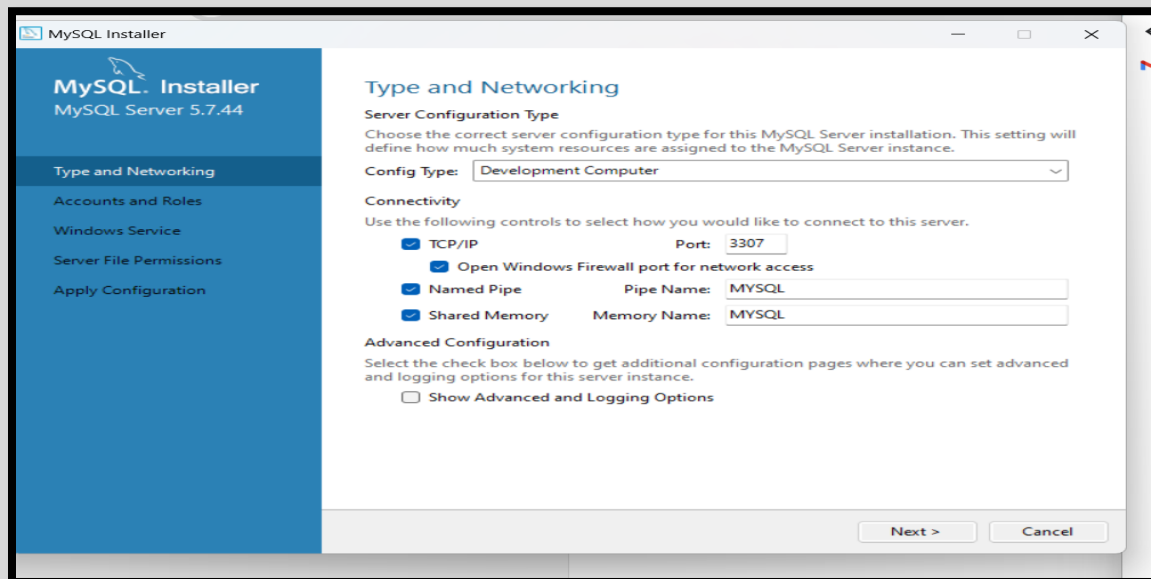 MySQL Installer
MySQL. Installer
MySQL Server 5.7.44
Type and Networking
Accounts and Roles
Windows Service
Server File Permissions
Apply Configuration
Type and Networking
Server Configuration Type
Choose the correct server configuration type for this MySQL Server installation. This setting will
define how much system resources are assigned to the MySQL Server instance.
Config Type: Development Computer
Connectivity
Use the following controls to select how you would like to connect to this server.
TCP/IP Port: 3307
Open Windows Firewall port for network access
Named Pipe Pipe Name: MYSQL
Shared Memory Memory Name: MYSQL
Advanced Configuration
Select the check box below to get additional configuration pages where you can set advanced
and logging options for this server instance.
Show Advanced and Logging Options
Next > Cancel